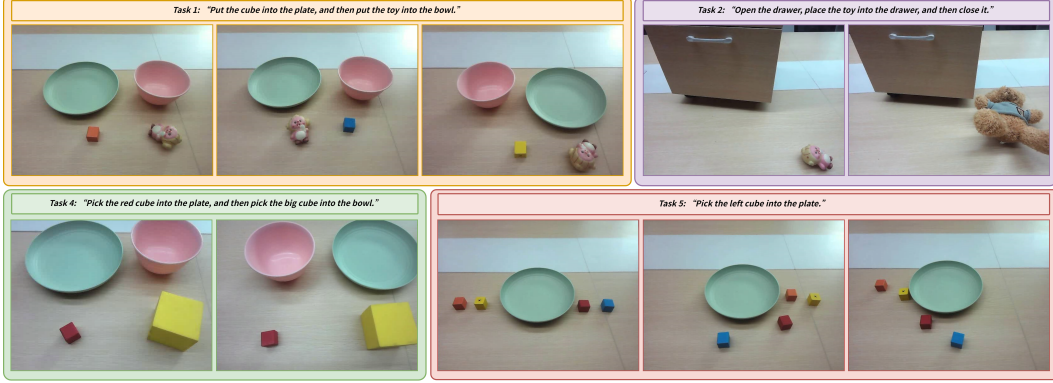 Task 1: “Put the cube into the plate, and then put the toy into the bowl.”
Task 2: “Open the drawer, place the toy into the drawer, and then close it.”
Task 4: “Pick the red cube into the plate, and then pick the big cube into the bowl.”
Task 5: “Pick the left cube into the plate.”